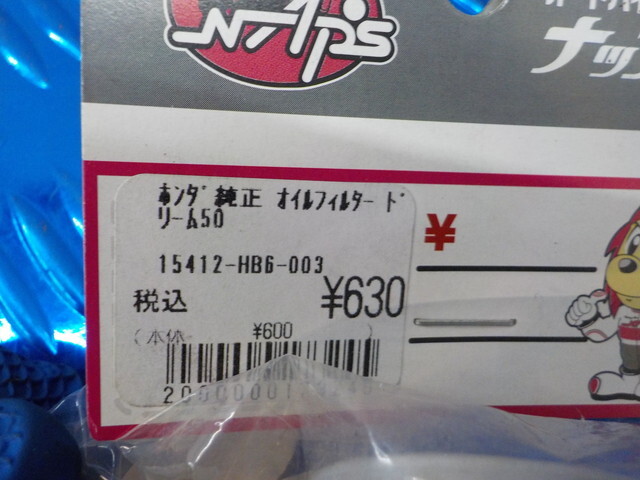 NAPS
ナップ
ホンダ 純正 オイルフィルター ド
リーム50
15412-HB6-003
税込 ¥630
(本体 ¥600 )
¥